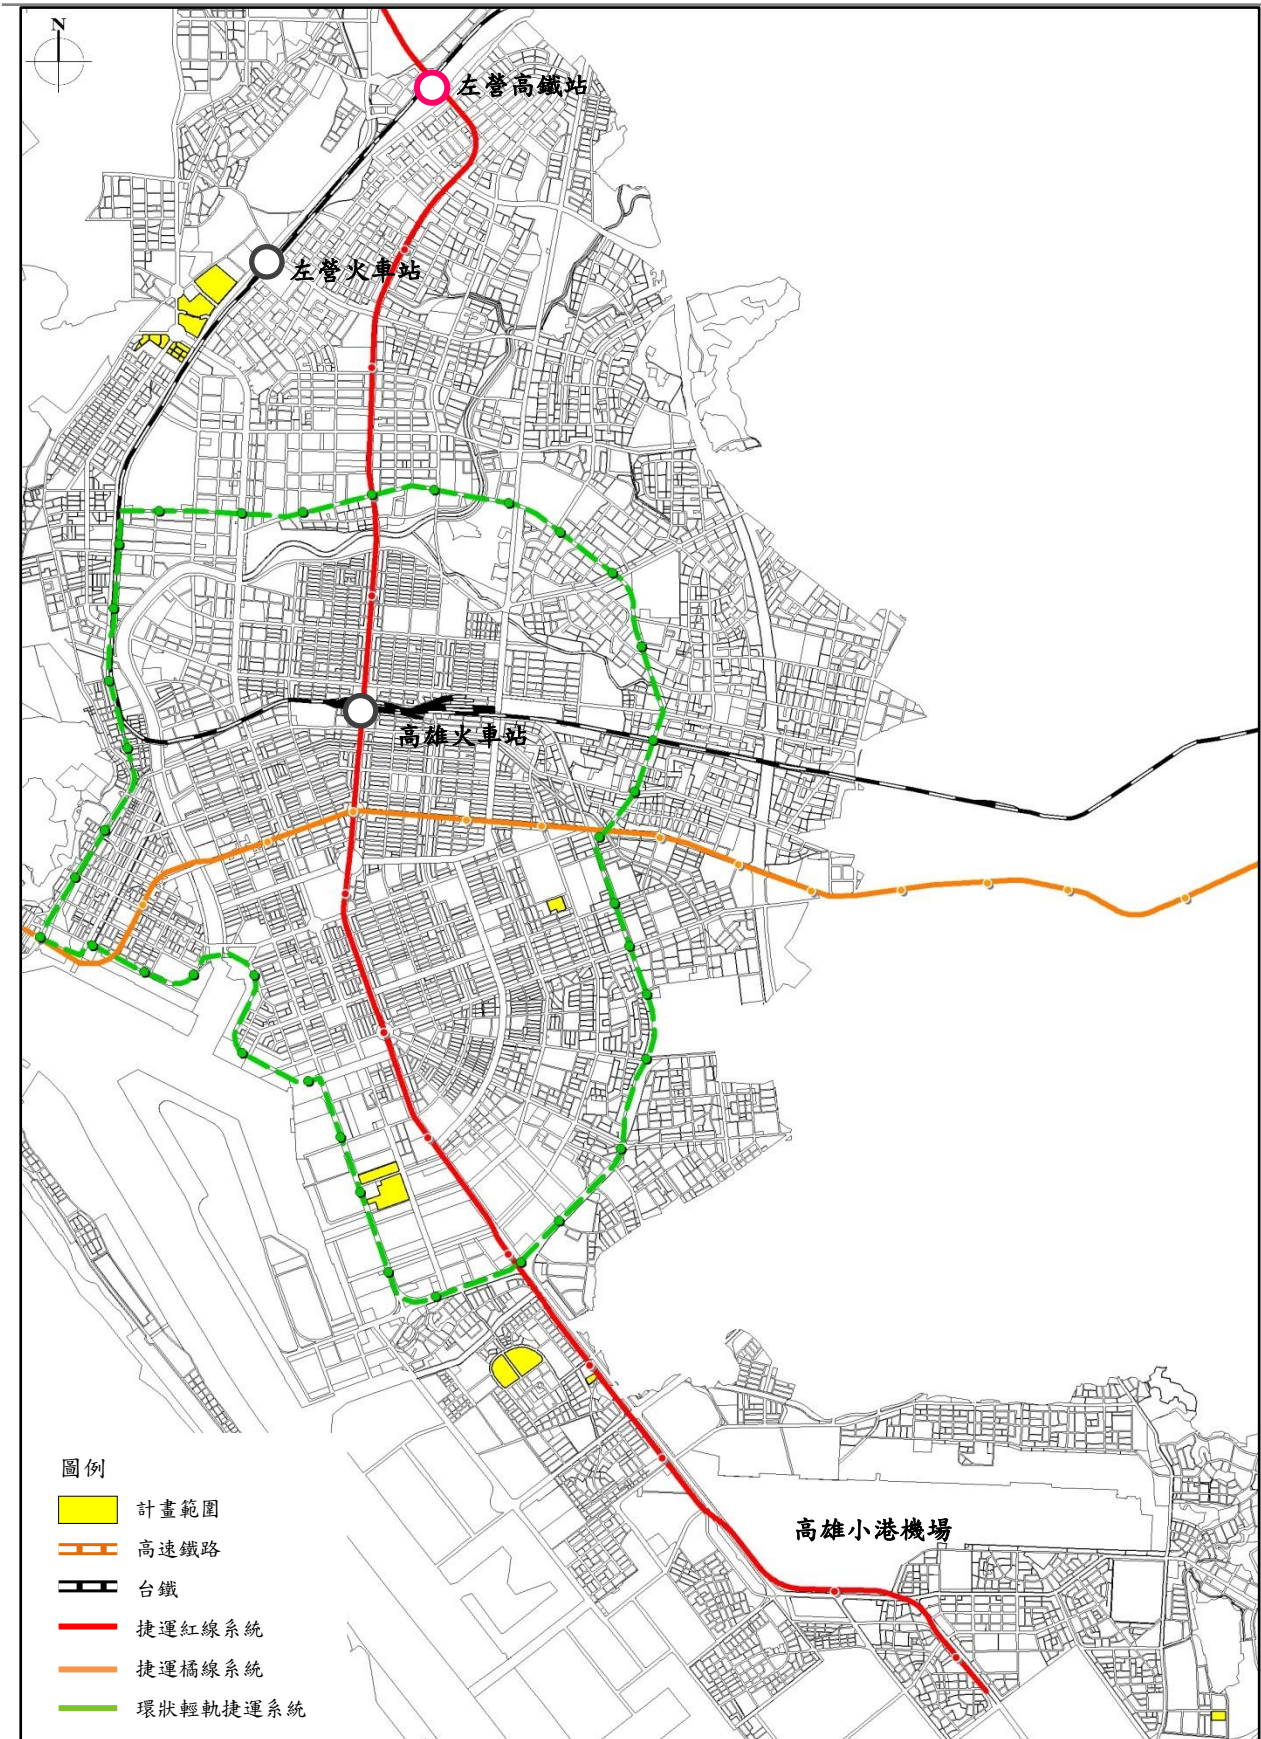 N
左營高鐵站
左營火車站
高雄火車站
高雄小港機場
圖例
計畫範圍
高速鐵路
台鐵
捷運紅線系統
捷運橘線系統
環狀輕軌捷運系統